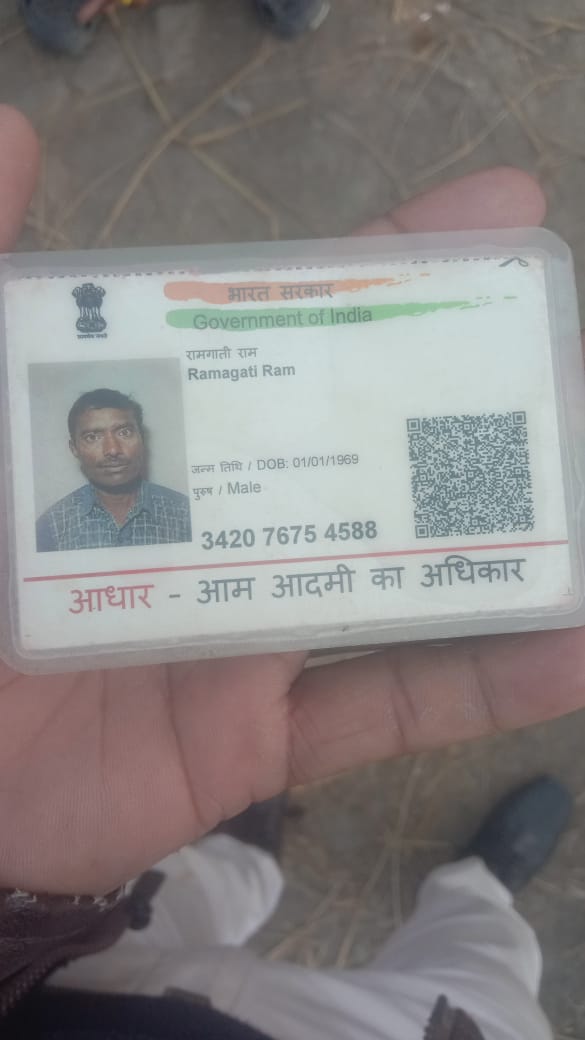 भारत सरकार
Government of India
रामगाती राम
Ramagati Ram
जन्म तिथि / DOB: 01/01/1969
पुरुष / Male
3420 7675 4588
आधार - आम आदमी का अधिकार